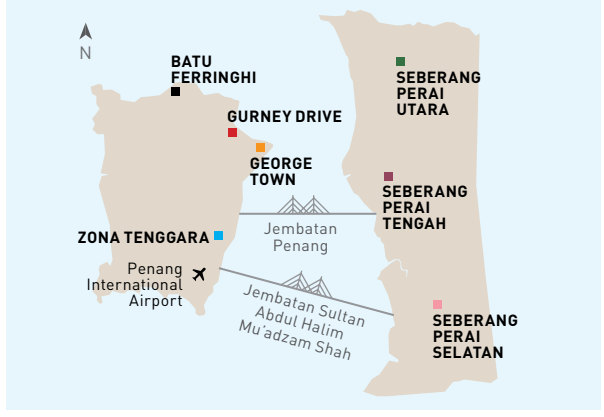 N
BATU
FERRINGHI
GURNEY DRIVE
GEORGE
TOWN
ZONA TENGGARA
Penang
International
Airport
Jembatan
Penang
Jembatan Sultan
Abdul Halim
Mu'adzam Shah
SEBERANG
PERAI
UTARA
SEBERANG
PERAI
TENGAH
SEBERANG
PERAI
SELATAN